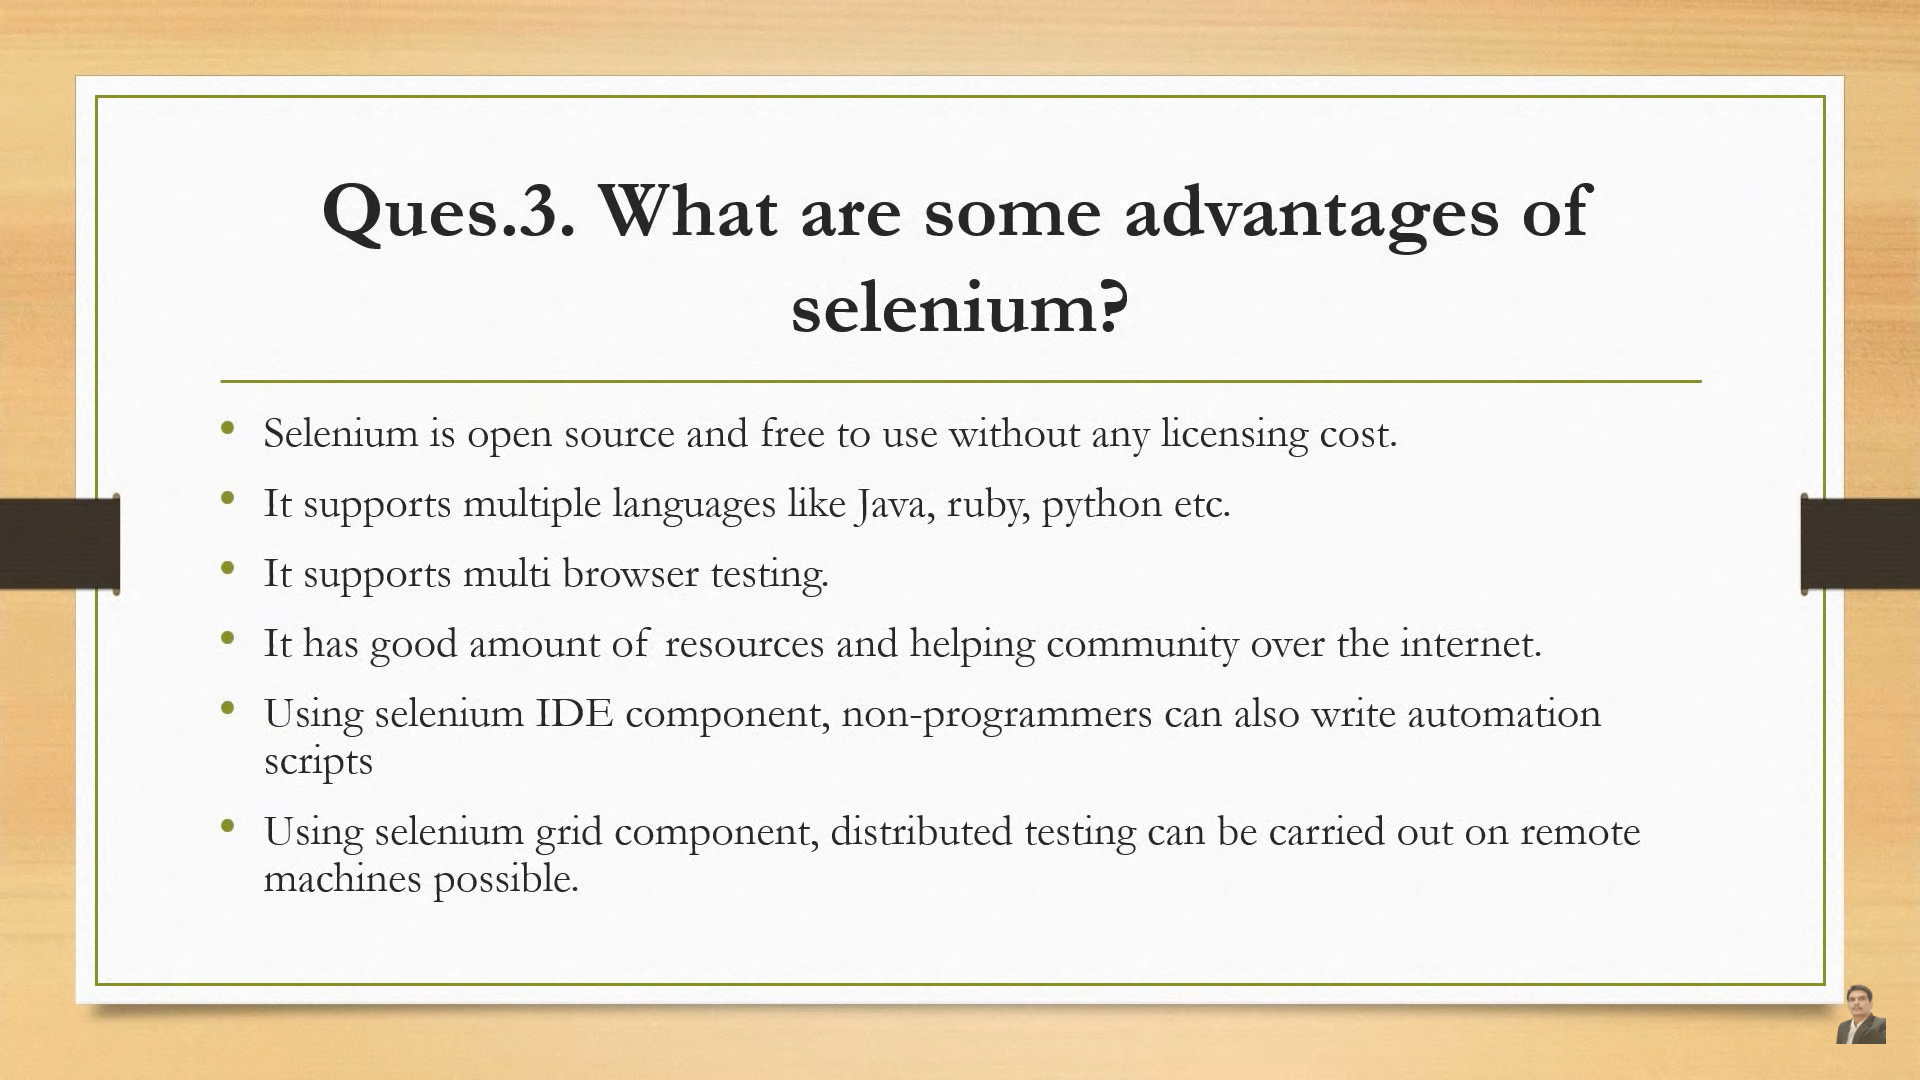 Ques.3. What are some advantages of
selenium?
• Selenium is open source and free to use without any licensing cost.
• It supports multiple languages like Java, ruby, python etc.
• It supports multi browser testing.
• It has good amount of resources and helping community over the internet.
• Using selenium IDE component, non-programmers can also write automation
scripts
• Using selenium grid component, distributed testing can be carried out on remote
machines possible.